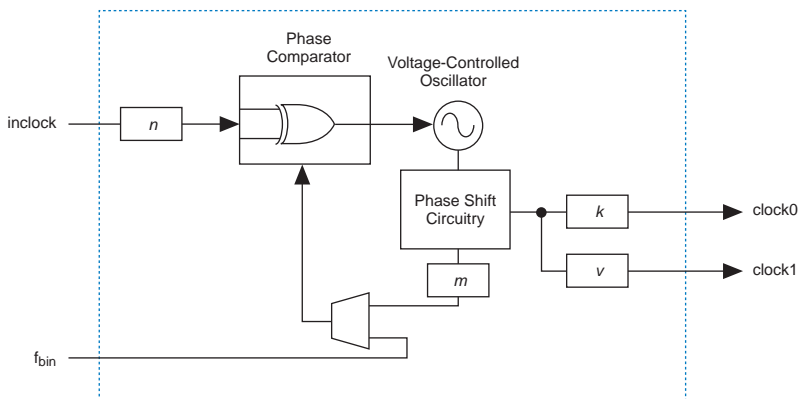 Phase
Comparator
Voltage-Controlled
Oscillator
inclock
n
Phase Shift
Circuitry
k
clock0
v
clock1
m
fbin